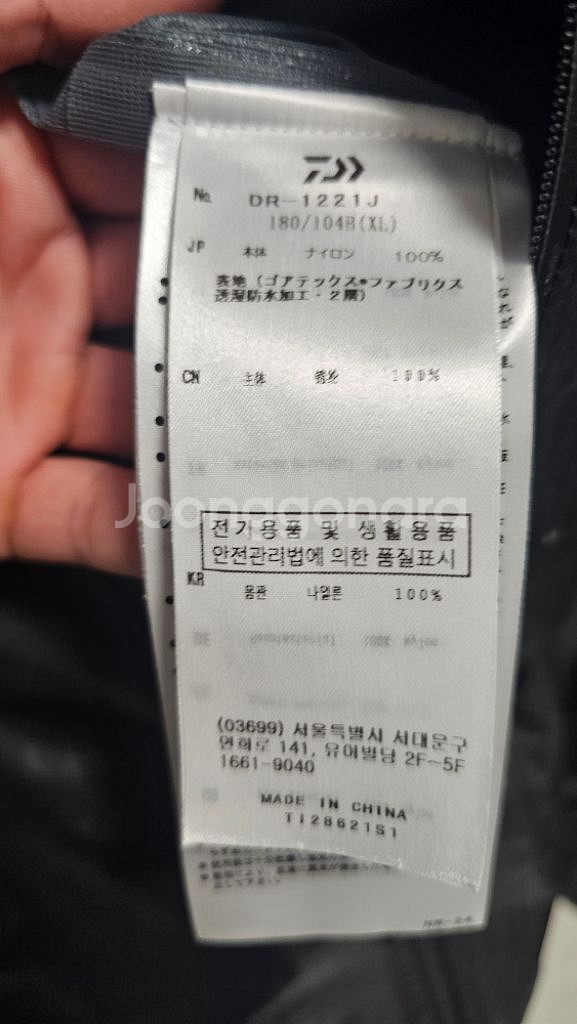 No. DR-1221J
180/104B(XL)
JP 本体 ナイロン 100%
表地(ゴアテックス®ファブリクス
透湿防水加工・2層)
CN 主体 锦纶 100%
Joonggonara
전기용품 및 생활용품
안전관리법에 의한 품질표시
KR 몸판 나일론 100%
(03699) 서울특별시 서대문구
연희로 141, 유어빌딩 2F-5F
1661-9040
MADE IN CHINA
TI28621S1